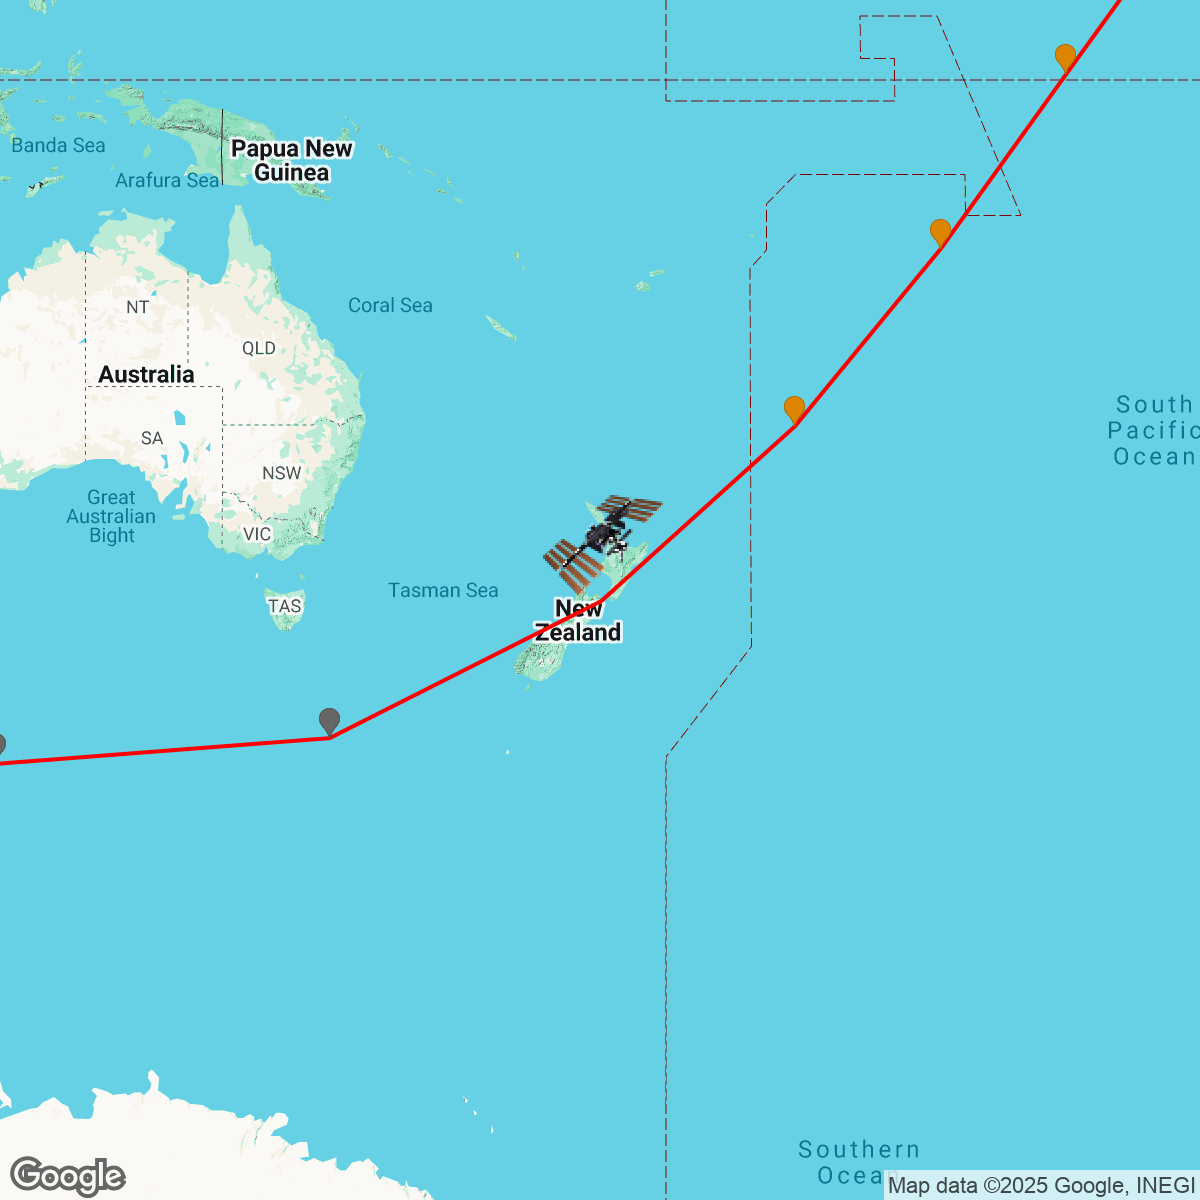 Banda Sea
Papua New
Guinea
Arafura Sea
NT
Coral Sea
QLD
Australia
South
Pacific
Ocean
SA
NSW
Great
Australian
Bight
VIC
Tasman Sea
TAS
New
Zealand
Southern
Ocean
Google
Map data ©2025 Google, INEGI